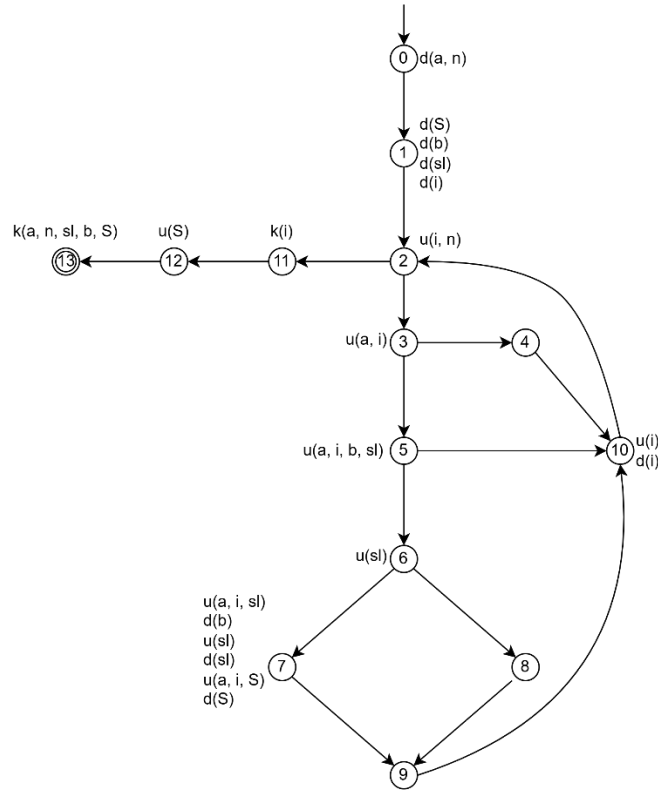 0
d(a, n)
d(S)
d(b)
1
d(sl)
d(i)
k(a, n, sl, b, S)
u(S)
k(i)
u(i, n)
13
12
11
2
u(a, i)
3
4
u(a, i, b, sl)
5
10
u(i)
d(i)
u(sl)
6
u(a, i, sl)
d(b)
u(sl)
d(sl)
u(a, i, S)
d(S)
7
8
9